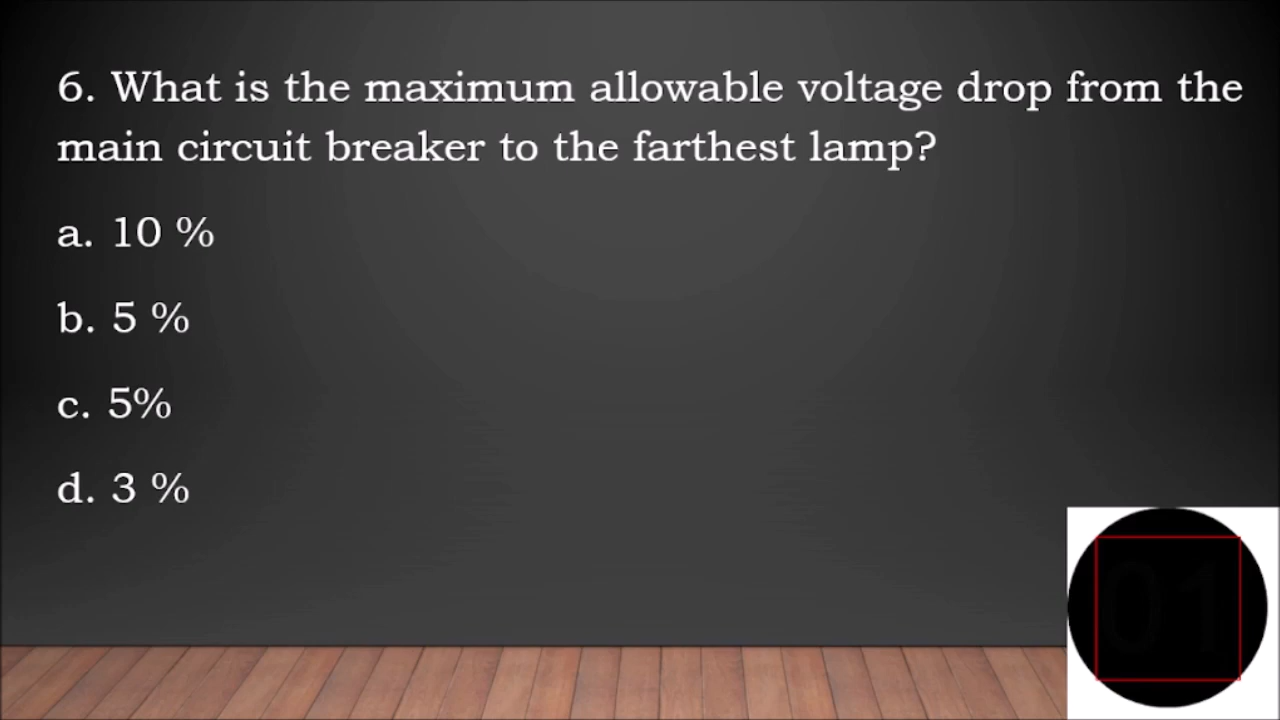 6. What is the maximum allowable voltage drop from the
main circuit breaker to the farthest lamp?
a. 10 %
b. 5 %
c. 5%
d. 3 %
01